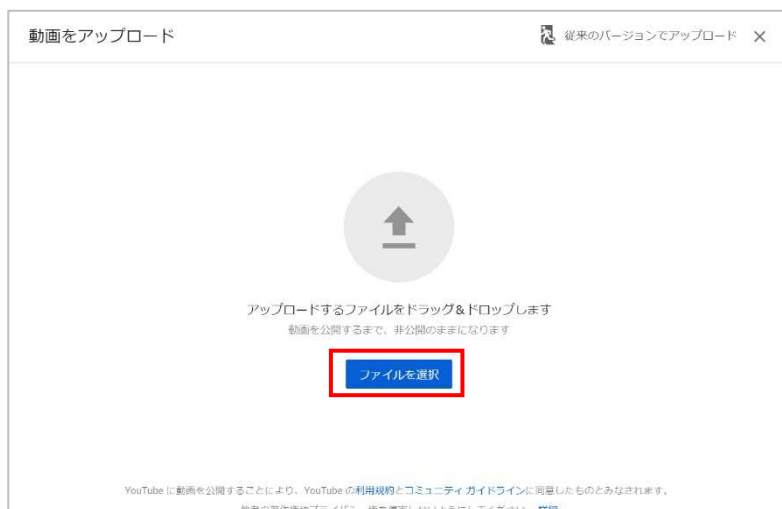 動画をアップロード
従来のバージョンでアップロード
アップロードするファイルをドラッグ&ドロップします
動画を公開するまで、非公開のままになります
ファイルを選択
YouTube に動画を公開することにより、YouTube の利用規約とコミュニティ ガイドラインに同意したものとみなされます。